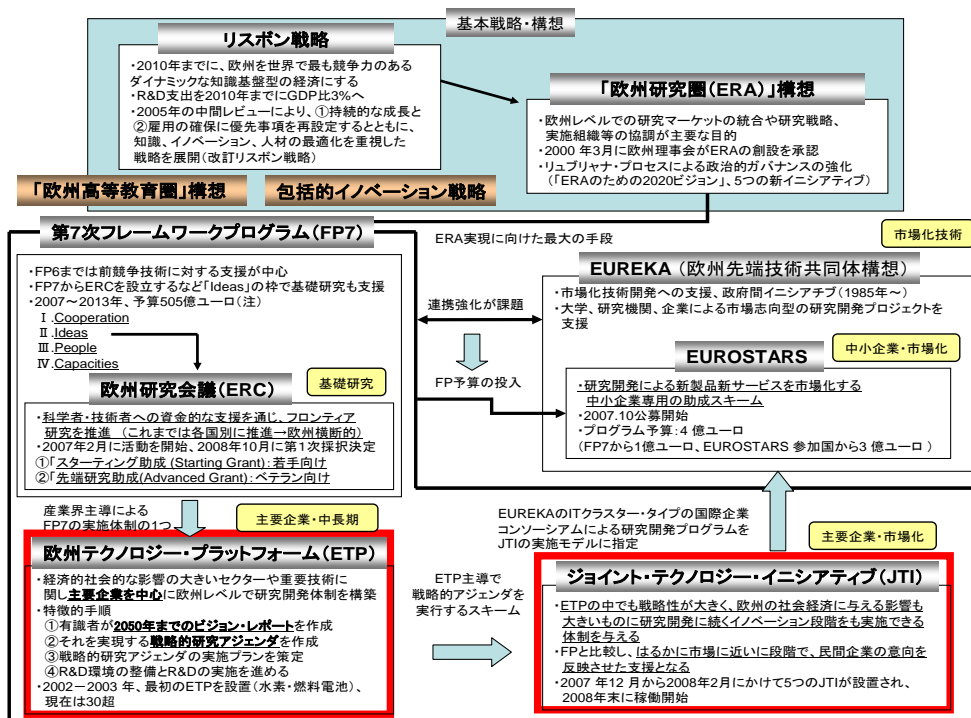 基本戦略・構想
リスボン戦略
・2010年までに、欧州を世界で最も競争力のある
ダイナミックな知識基盤型の経済にする
・R&D支出を2010年までにGDP比3%へ
・2005年の中間レビューにより、①持続的な成長と
②雇用の確保に優先事項を再設定するとともに、
知識、イノベーション、人材の最適化を重視した
戦略を展開(改訂リスボン戦略)
「欧州研究圏(ERA)」構想
・欧州レベルでの研究マーケットの統合や研究戦略、
実施組織等の協調が主要な目的
・2000 年3月に欧州理事会がERAの創設を承認
・リュブリャナ・プロセスによる政治的ガバナンスの強化
(「ERAのための2020ビジョン」、5つの新イニシアティブ)
「欧州高等教育圏」構想
包括的イノベーション戦略
第7次フレームワークプログラム(FP7)
・FP6までは前競争技術に対する支援が中心
・FP7からERCを設立するなど「Ideas」の枠で基礎研究も支援
・2007~2013年、予算505億ユーロ(注)
Ⅰ.Cooperation
Ⅱ.Ideas
Ⅲ.People
Ⅳ.Capacities
基礎研究
欧州研究会議(ERC)
・科学者・技術者への資金的な支援を通じ、フロンティア
研究を推進 (これまでは各国別に推進→欧州横断的)
・2007年2月に活動を開始、2008年10月に第1次採択決定
①「スターティング助成 (Starting Grant):若手向け
②「先端研究助成(Advanced Grant):ベテラン向け
ERA実現に向けた最大の手段
市場化技術
EUREKA (欧州先端技術共同体構想)
・市場化技術開発への支援、政府間イニシアチブ(1985年~)
・大学、研究機関、企業による市場志向型の研究開発プロジェクトを
支援
連携強化が課題
FP予算の投入
中小企業・市場化
EUROSTARS
・研究開発による新製品新サービスを市場化する
中小企業専用の助成スキーム
・2007.10公募開始
・プログラム予算:4 億ユーロ
(FP7から1億ユーロ、EUROSTARS 参加国から3 億ユーロ )
産業界主導による
FP7の実施体制の1つ
主要企業・中長期
欧州テクノロジー・プラットフォーム(ETP)
・経済的社会的な影響の大きいセクターや重要技術に
関し主要企業を中心に欧州レベルで研究開発体制を構築
・特徴的手順
①有識者が2050年までのビジョン・レポートを作成
②それを実現する戦略的研究アジェンダを作成
③戦略的研究アジェンダの実施プランを策定
④R&D環境の整備とR&Dの実施を進める
・2002-2003 年、最初のETPを設置(水素・燃料電池)、
現在は30超
ETP主導で
戦略的アジェンダを
実行するスキーム
EUREKAのITクラスター・タイプの国際企業
コンソーシアムによる研究開発プログラムを
JTIの実施モデルに指定
主要企業・市場化
ジョイント・テクノロジー・イニシアティブ(JTI)
・ETPの中でも戦略性が大きく、欧州の社会経済に与える影響も
大きいものに研究開発に続くイノベーション段階をも実施できる
体制を与える
・FPと比較し、はるかに市場に近いに段階で、民間企業の意向を
反映させた支援となる
・2007 年12 月から2008年2月にかけて5つのJTIが設置され、
2008年末に稼働開始